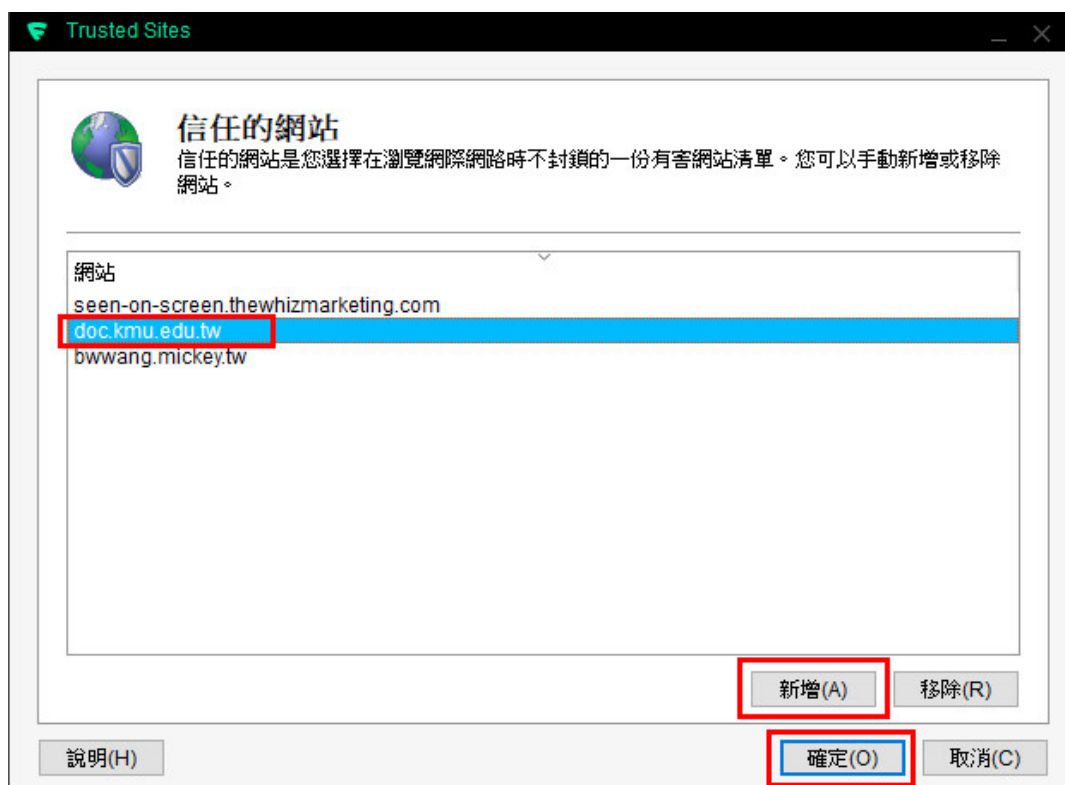 Trusted Sites
信任的網站
信任的網站是您選擇在瀏覽網際網路時不封鎖的一份有害網站清單。您可以手動新增或移除
網站。
網站
seen-on-screen.thewhizmarketing.com
doc.kmu.edu.tw
bwwang.mickey.tw
新增(A) 移除(R)
說明(H) 確定(O) 取消(C)